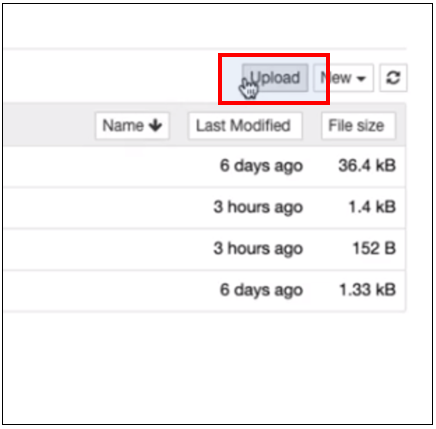 Upload New
Name Last Modified File size
6 days ago 36.4 kB
3 hours ago 1.4 kB
3 hours ago 152 B
6 days ago 1.33 kB